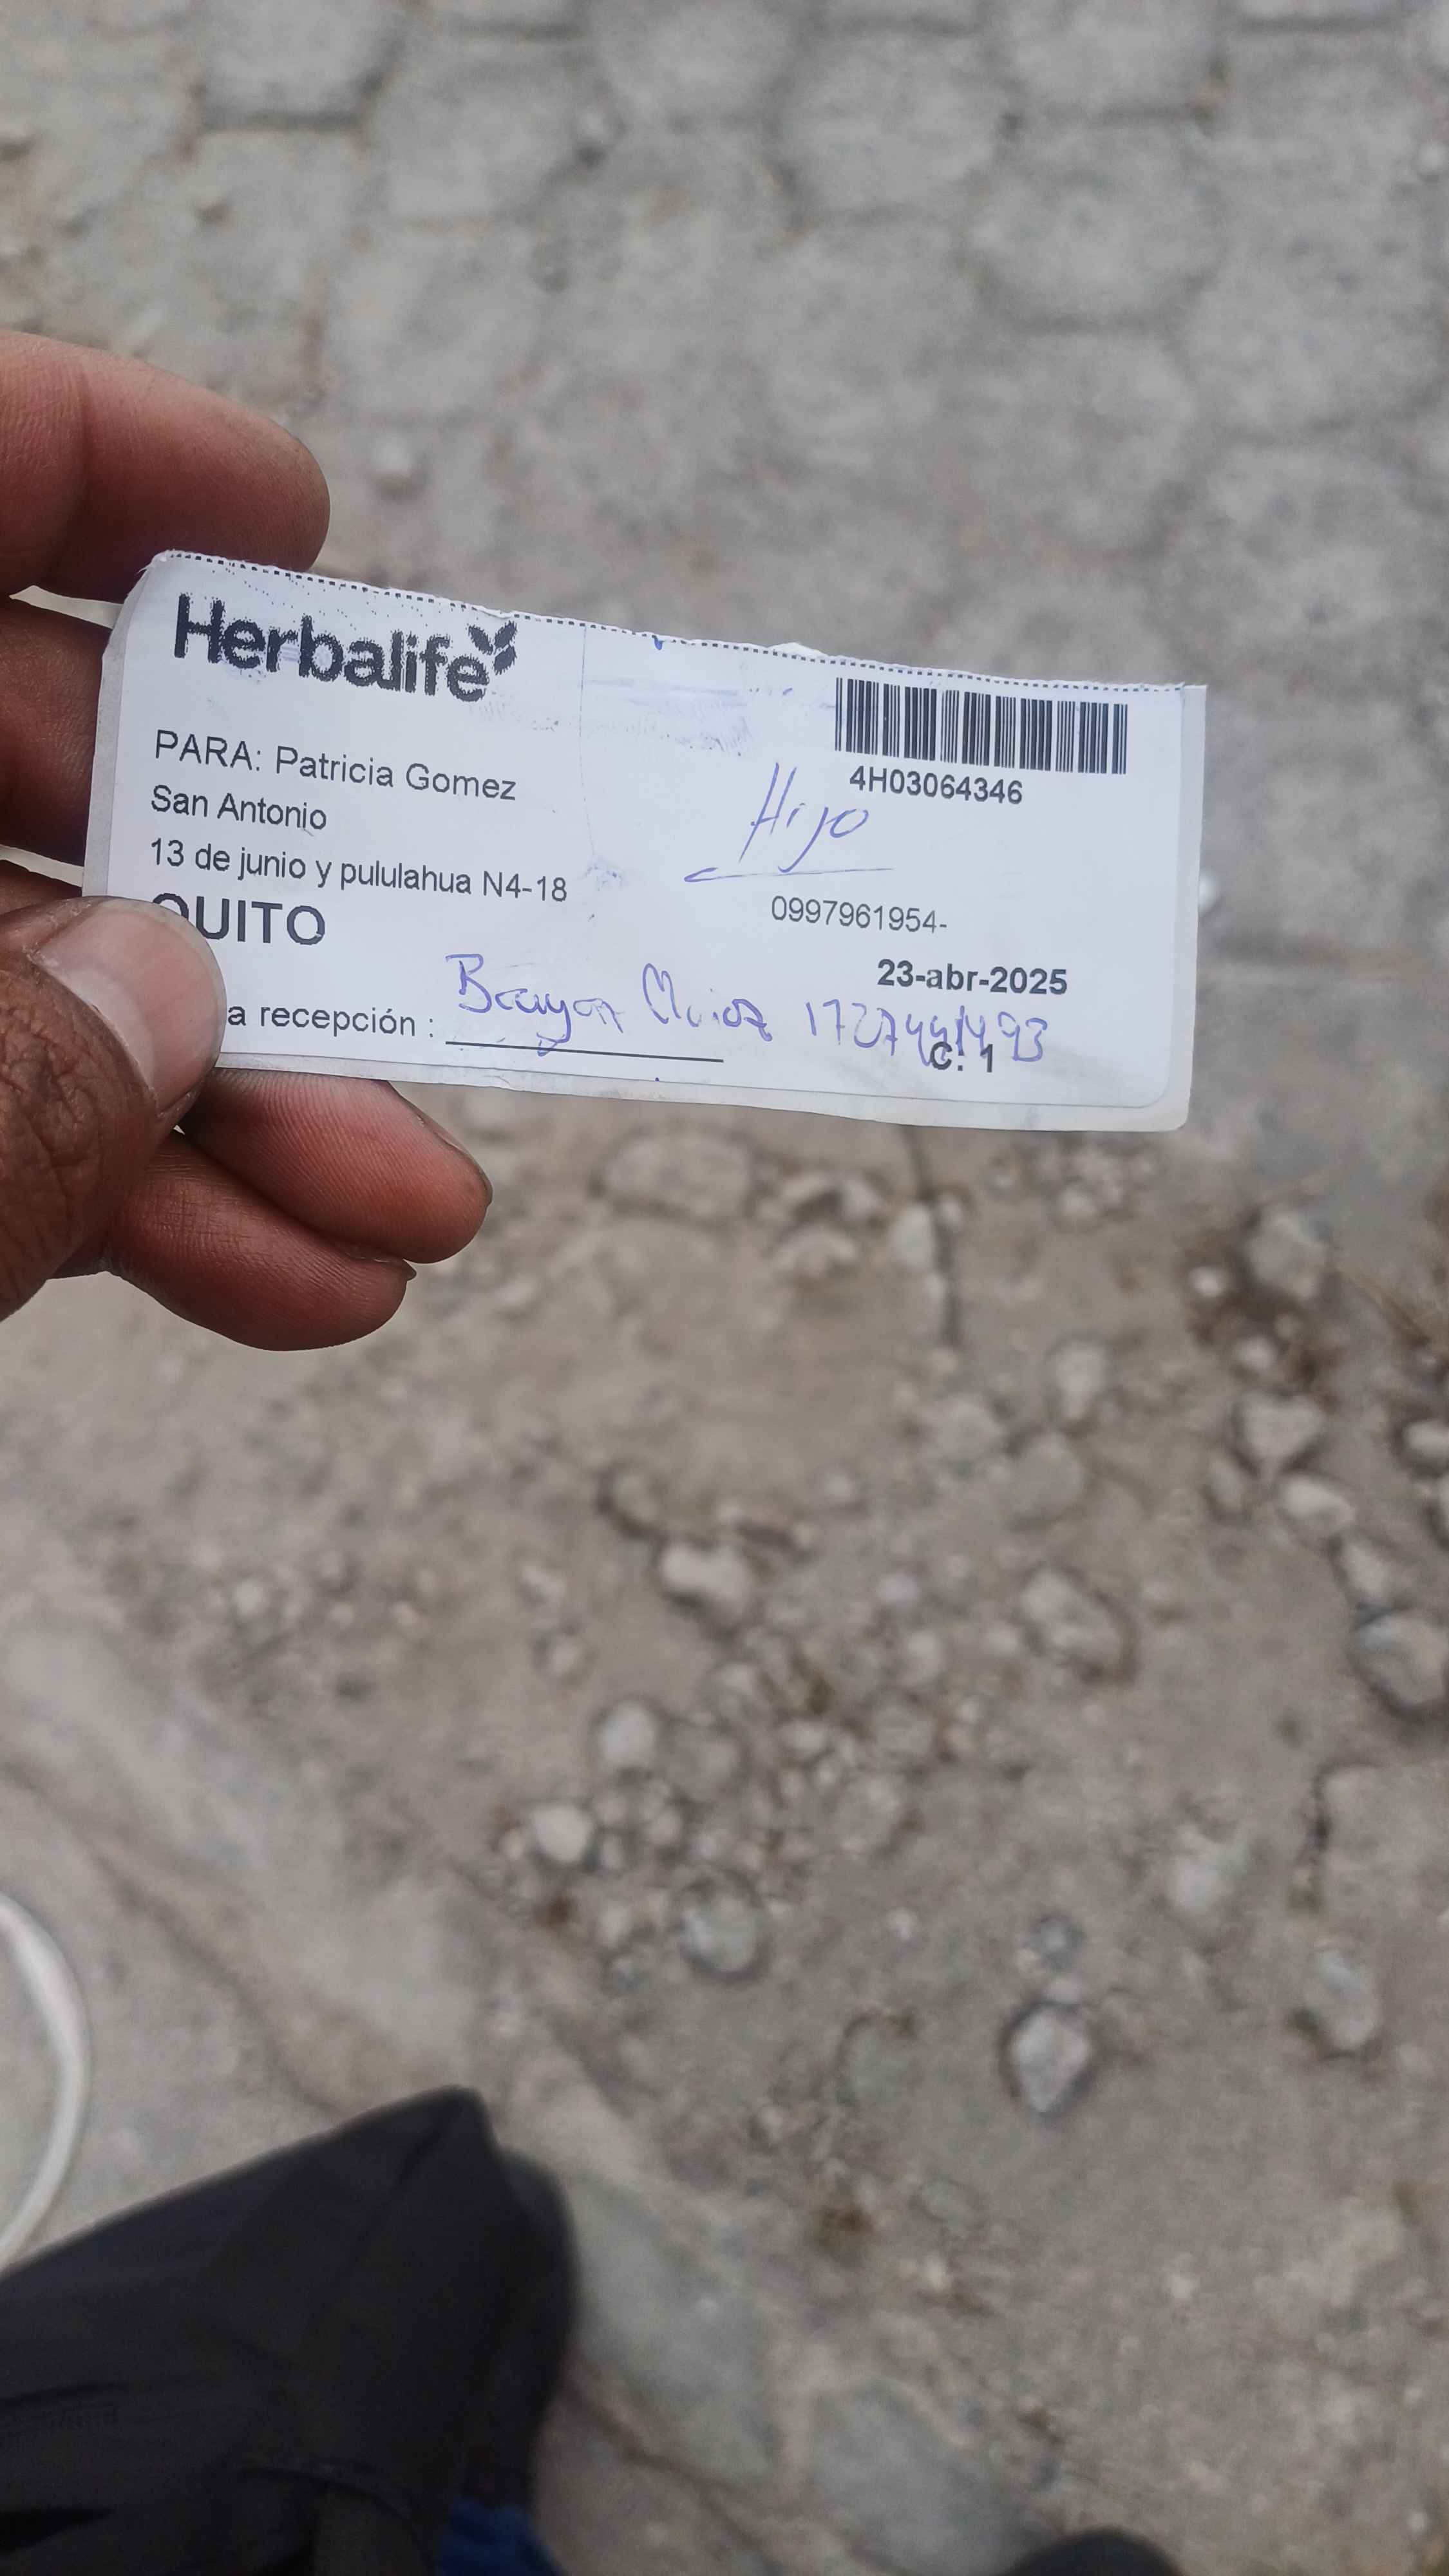 Herbalife
4H03064346
PARA: Patricia Gomez
San Antonio
Hijo
13 de junio y pululahua N4-18
0997961954-
QUITO
23-abr-2025
a recepción : Brayan
C. 1